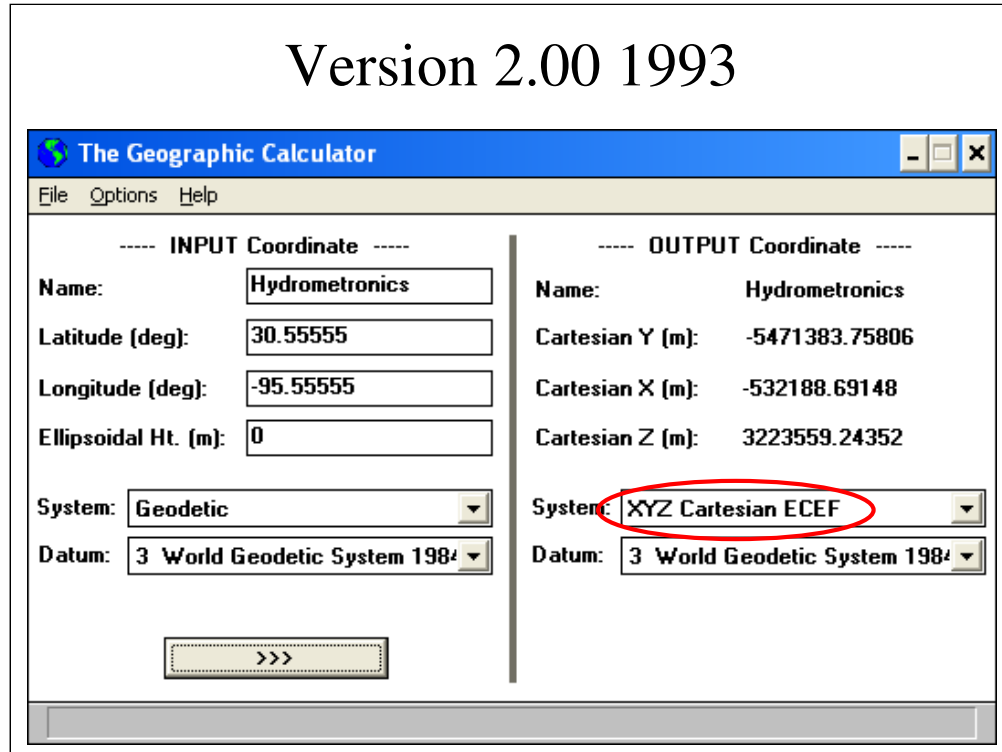 Version 2.00 1993
The Geographic Calculator
File Options Help
----- INPUT Coordinate -----
Name: Hydrometronics
Latitude (deg): 30.55555
Longitude (deg): -95.55555
Ellipsoidal Ht. (m): 0
System: Geodetic
Datum: 3 World Geodetic System 1984
>>>
----- OUTPUT Coordinate -----
Name: Hydrometronics
Cartesian Y (m): -5471383.75806
Cartesian X (m): -532188.69148
Cartesian Z (m): 3223559.24352
System: XYZ Cartesian ECEF
Datum: 3 World Geodetic System 1984